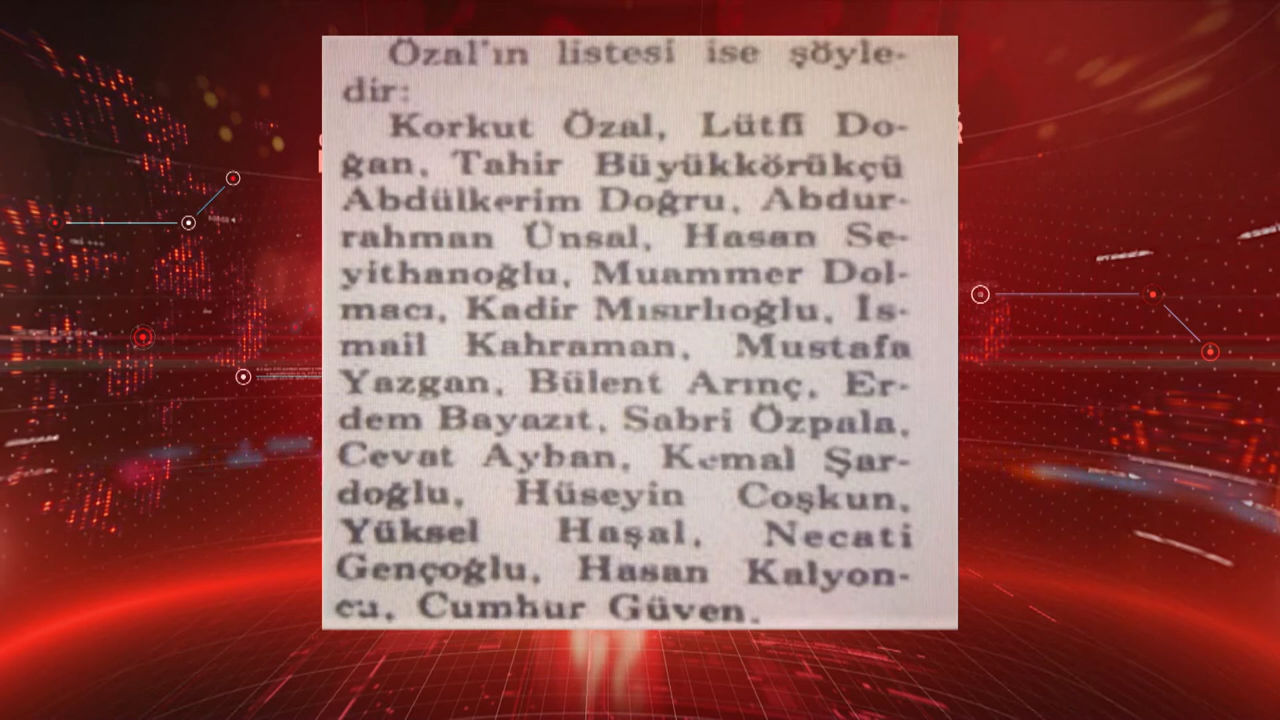 Özal'ın listesi ise şöyle-
dir:
Korkut Özal, Lütfi Do-
ğan, Tahir Büyükkörükçü
Abdülkerim Doğru, Abdur-
rahman Ünsal, Hasan Se-
yithanoğlu, Muammer Dol-
macı, Kadir Mısırlıoğlu, İs-
mail Kahraman, Mustafa
Yazgan, Bülent Arınç, Er-
dem Bayazıt, Sabri Özpala,
Cevat Ayhan, Kemal Şar-
doğlu, Hüseyin Coşkun,
Yüksel Haşal, Necati
Gençoğlu, Hasan Kalyon-
cu, Cumhur Güven.